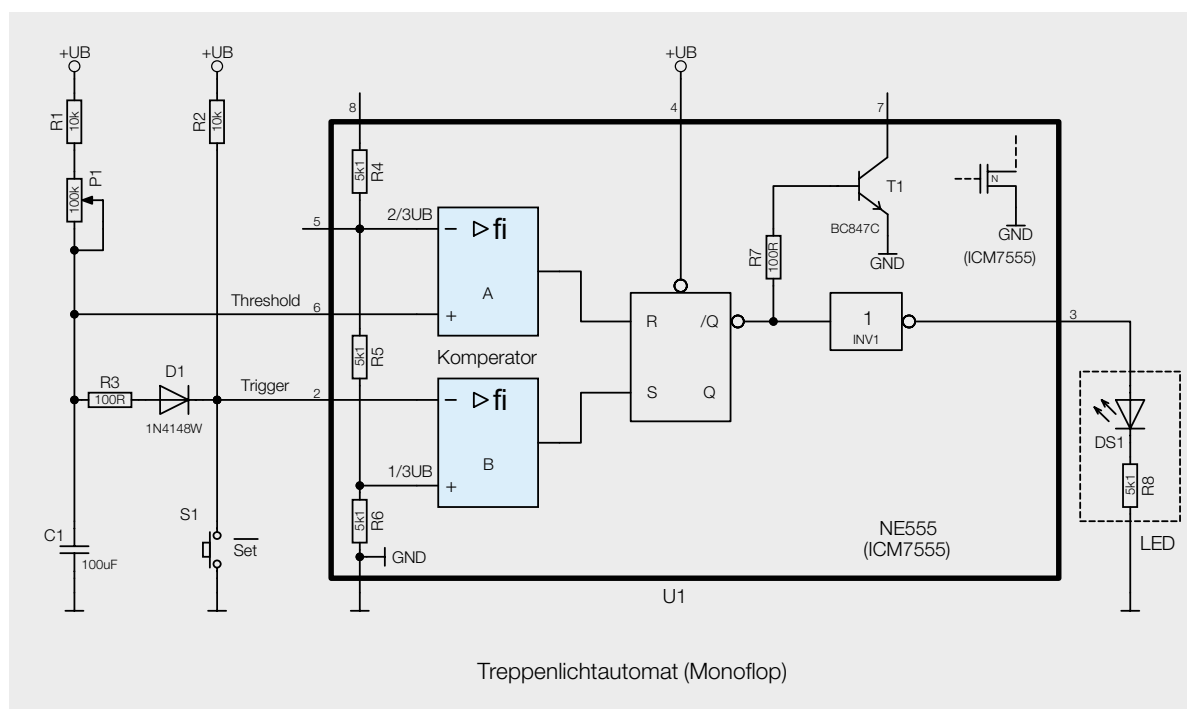 +UB
+UB
+UB
R1
10k
R2
10k
8
4
7
P1
100k
5k1
R4
T1
N
BC847C
GND
GND
(ICM7555)
5
2/3UB
− ▷fi
A
+
R7
100R
Threshold
6
R
/Q
S
Q
1
INV1
3
Komperator
5k1
R5
R3
100R
D1
1N4148W
Trigger
2
− ▷fi
B
1/3UB
+
DS1
5k1
R8
LED
5k1
R6
GND
S1
Set
C1
100uF
NE555
(ICM7555)
U1
Treppenlichtautomat (Monoflop)